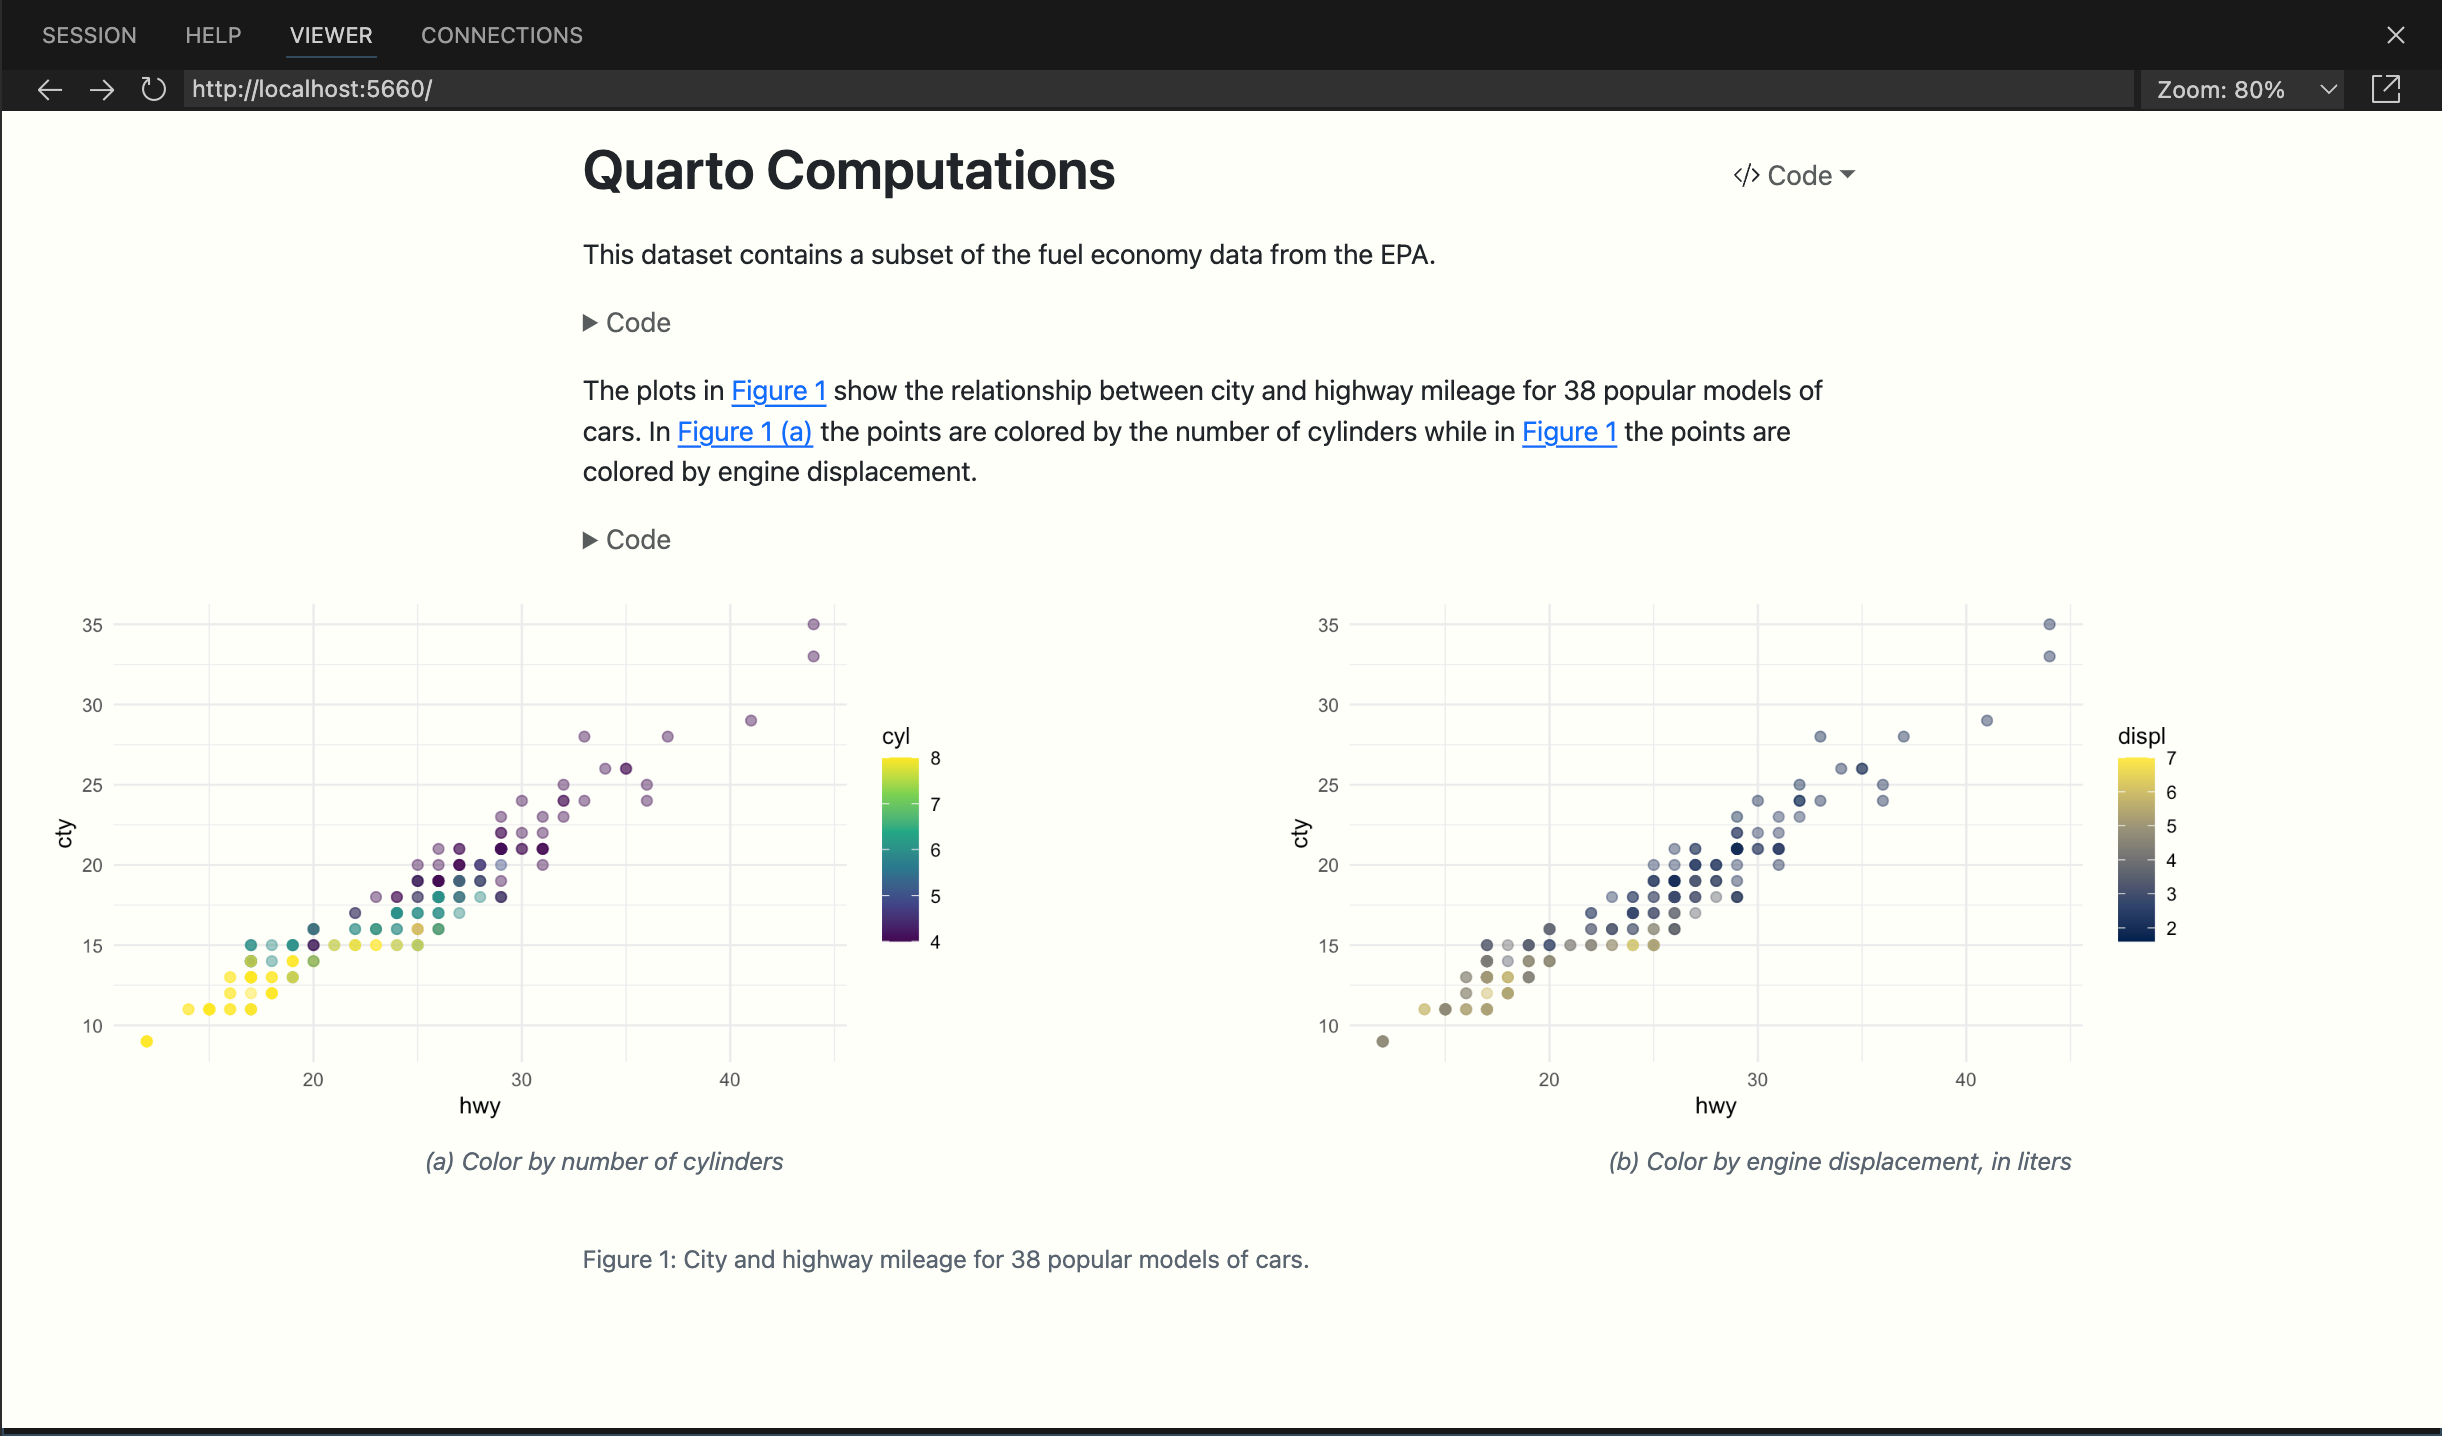 SESSION HELP VIEWER CONNECTIONS
http://localhost:5660/ Zoom: 80%
Quarto Computations
</> Code
This dataset contains a subset of the fuel economy data from the EPA.
Code
The plots in Figure 1 show the relationship between city and highway mileage for 38 popular models of
cars. In Figure 1 (a) the points are colored by the number of cylinders while in Figure 1 the points are
colored by engine displacement.
Code
35
30
25
20
15
10
cty
20 30 40
hwy
cyl
8
7
6
5
4
(a) Color by number of cylinders
35
30
25
20
15
10
cty
20 30 40
hwy
displ
7
6
5
4
3
2
(b) Color by engine displacement, in liters
Figure 1: City and highway mileage for 38 popular models of cars.